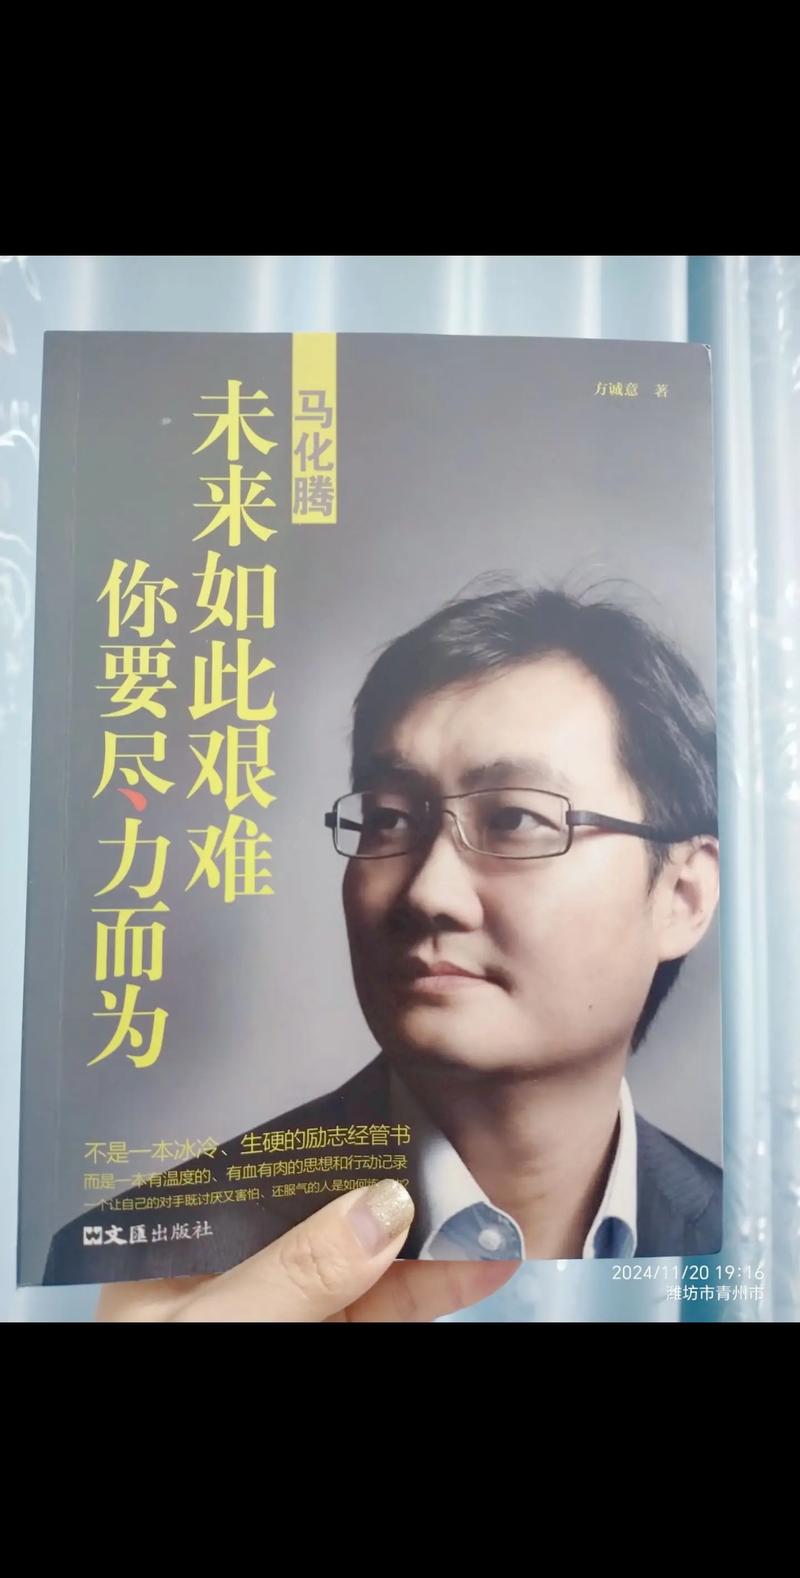 方诚意 著
马化腾
未来如此艰难
你要尽力而为
不是一本冰冷、生硬的励志经管书
而是一本有温度的、有血有肉的思想和行动记录
一个让自己的对手既讨厌又害怕、还服气的人是如何
文匯出版社
2024/11/20 19:16
潍坊市青州市